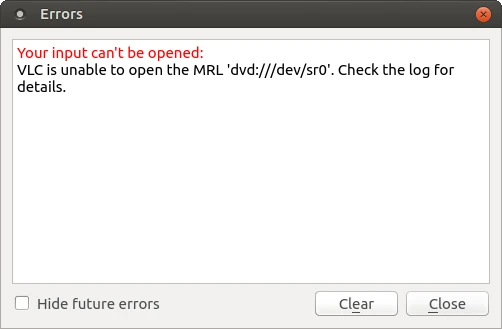 Errors
Your input can't be opened:
VLC is unable to open the MRL 'dvd:///dev/sr0'. Check the log for
details.
Hide future errors
Clear
Close